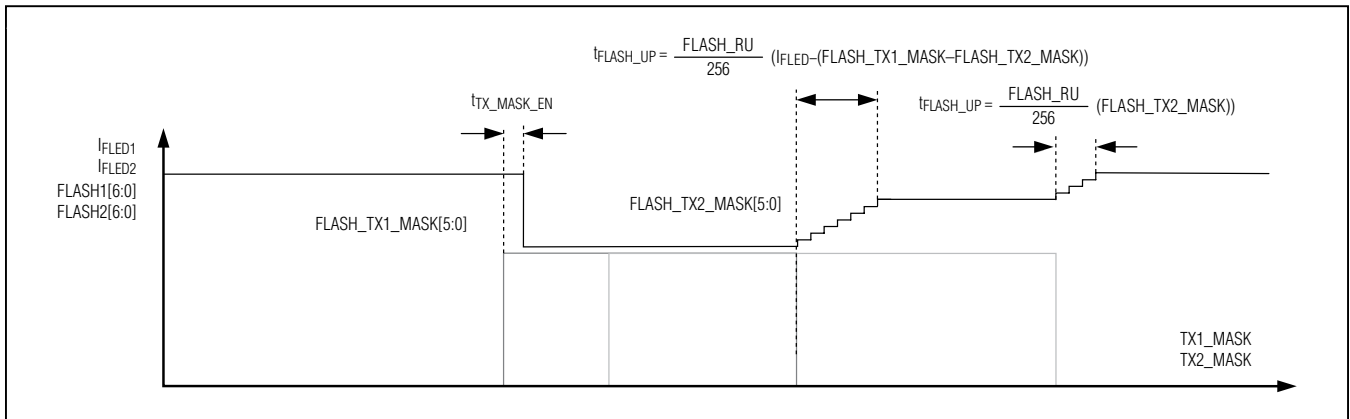 tFLASH_UP = FLASH_RU / 256 (IFLED–(FLASH_TX1_MASK–FLASH_TX2_MASK))
tTX_MASK_EN
tFLASH_UP = FLASH_RU / 256 (FLASH_TX2_MASK))
IFLED1
IFLED2
FLASH1[6:0]
FLASH2[6:0]
FLASH_TX1_MASK[5:0]
FLASH_TX2_MASK[5:0]
TX1_MASK
TX2_MASK